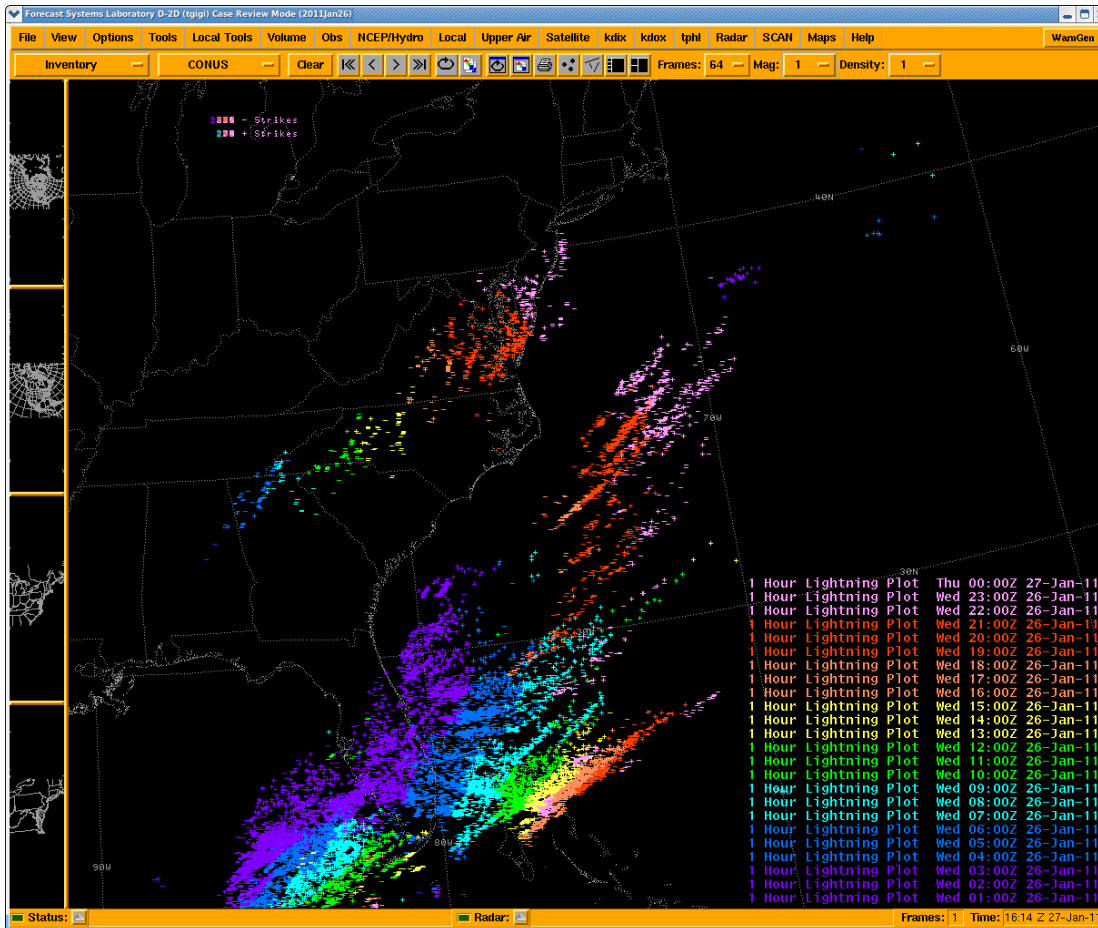 Forecast Systems Laboratory D-2D (tgigi) Case Review Mode (2011Jan26)
File View Options Tools Local Tools Volume Obs NCEP/Hydro Local Upper Air Satellite kdix kdox tphl Radar SCAN Maps Help WarnGen
Inventory CONUS Clear Frames: 64 Mag: 1 Density: 1
- Strikes
+ Strikes
40N
60W
70W
30N
30N
80W
90W
1 Hour Lightning Plot Thu 00:00Z 27-Jan-11
1 Hour Lightning Plot Wed 23:00Z 26-Jan-11
1 Hour Lightning Plot Wed 22:00Z 26-Jan-11
1 Hour Lightning Plot Wed 21:00Z 26-Jan-11
1 Hour Lightning Plot Wed 20:00Z 26-Jan-11
1 Hour Lightning Plot Wed 19:00Z 26-Jan-11
1 Hour Lightning Plot Wed 18:00Z 26-Jan-11
1 Hour Lightning Plot Wed 17:00Z 26-Jan-11
1 Hour Lightning Plot Wed 16:00Z 26-Jan-11
1 Hour Lightning Plot Wed 15:00Z 26-Jan-11
1 Hour Lightning Plot Wed 14:00Z 26-Jan-11
1 Hour Lightning Plot Wed 13:00Z 26-Jan-11
1 Hour Lightning Plot Wed 12:00Z 26-Jan-11
1 Hour Lightning Plot Wed 11:00Z 26-Jan-11
1 Hour Lightning Plot Wed 10:00Z 26-Jan-11
1 Hour Lightning Plot Wed 09:00Z 26-Jan-11
1 Hour Lightning Plot Wed 08:00Z 26-Jan-11
1 Hour Lightning Plot Wed 07:00Z 26-Jan-11
1 Hour Lightning Plot Wed 06:00Z 26-Jan-11
1 Hour Lightning Plot Wed 05:00Z 26-Jan-11
1 Hour Lightning Plot Wed 04:00Z 26-Jan-11
1 Hour Lightning Plot Wed 03:00Z 26-Jan-11
1 Hour Lightning Plot Wed 02:00Z 26-Jan-11
1 Hour Lightning Plot Wed 01:00Z 26-Jan-11
Status: Radar: Frames: 1 Time: 16:14 Z 27-Jan-11